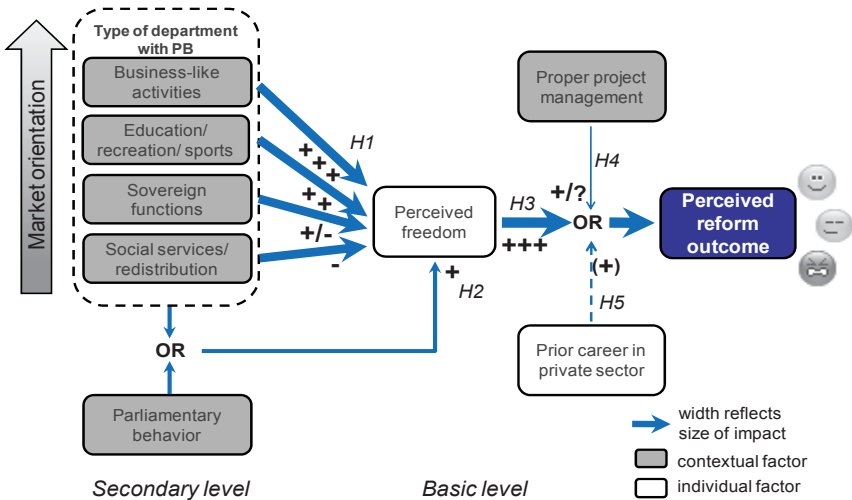 Market orientation
Type of department
with PB
Business-like
activities
Education/
recreation/ sports
Sovereign
functions
Social services/
redistribution
H1
+++
++
+/-
-
OR
Parliamentary
behavior
Perceived
freedom
+
H2
H3
+++
Proper project
management
H4
+/?
OR
(+)
H5
Prior career in
private sector
Perceived
reform
outcome
width reflects
size of impact
contextual factor
individual factor
Secondary level
Basic level